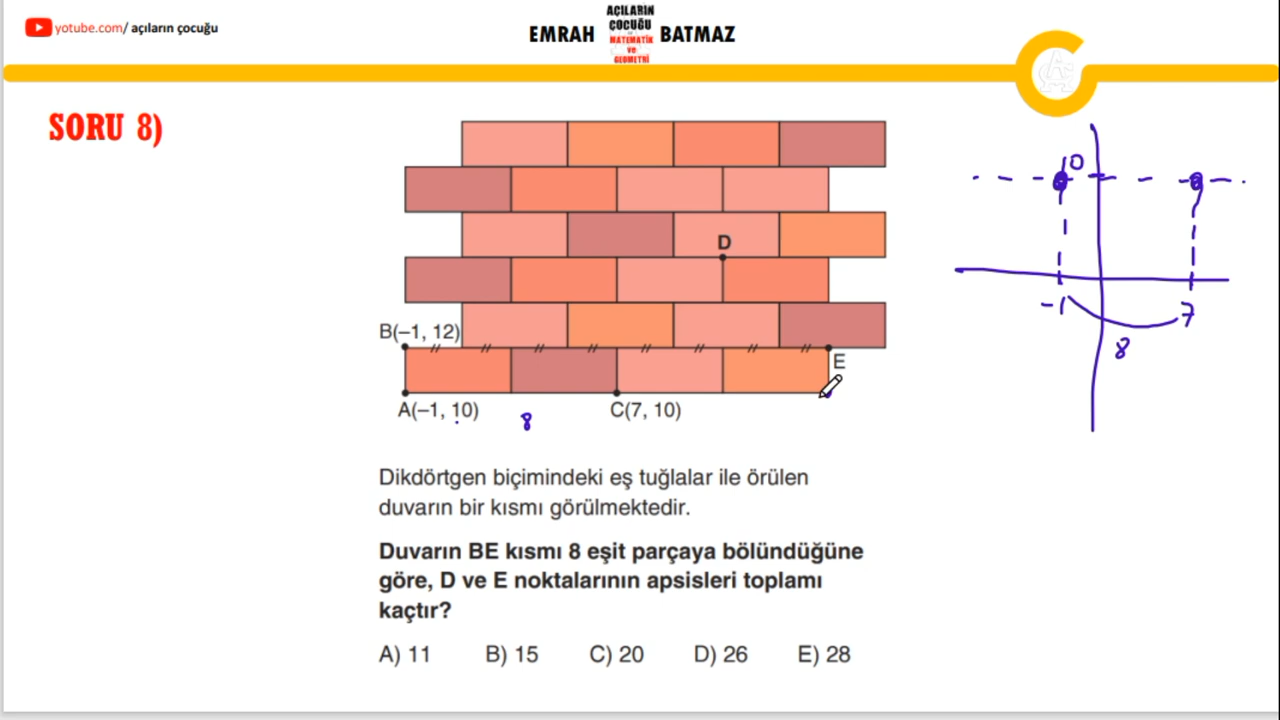 yotube.com/ açıların çocuğu
EMRAH
AÇILARIN
ÇOCUĞU
MATEMATİK
ve
GEOMETRİ
BATMAZ
SORU 8)
10
-1
7
8
D
B(–1, 12)
E
A(–1, 10)
8
C(7, 10)
Dikdörtgen biçimindeki eş tuğlalar ile örülen
duvarın bir kısmı görülmektedir.
Duvarın BE kısmı 8 eşit parçaya bölündüğüne
göre, D ve E noktalarının apsisleri toplamı
kaçtır?
A) 11 B) 15 C) 20 D) 26 E) 28